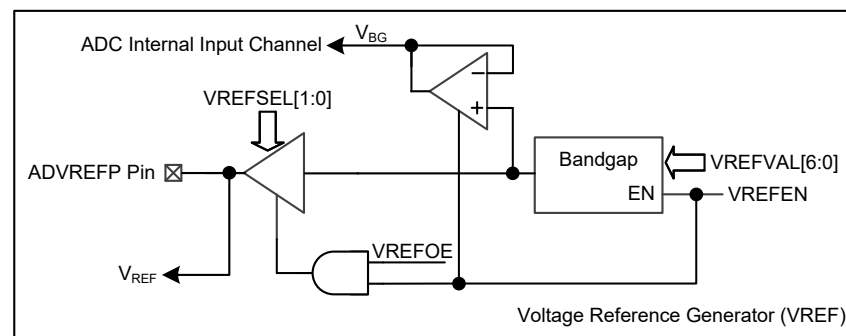 ADC Internal Input Channel
VBG
VREFSEL[1:0]
−
+
Bandgap
VREFVAL[6:0]
ADVREFP Pin
EN
VREFEN
VREFOE
VREF
Voltage Reference Generator (VREF)